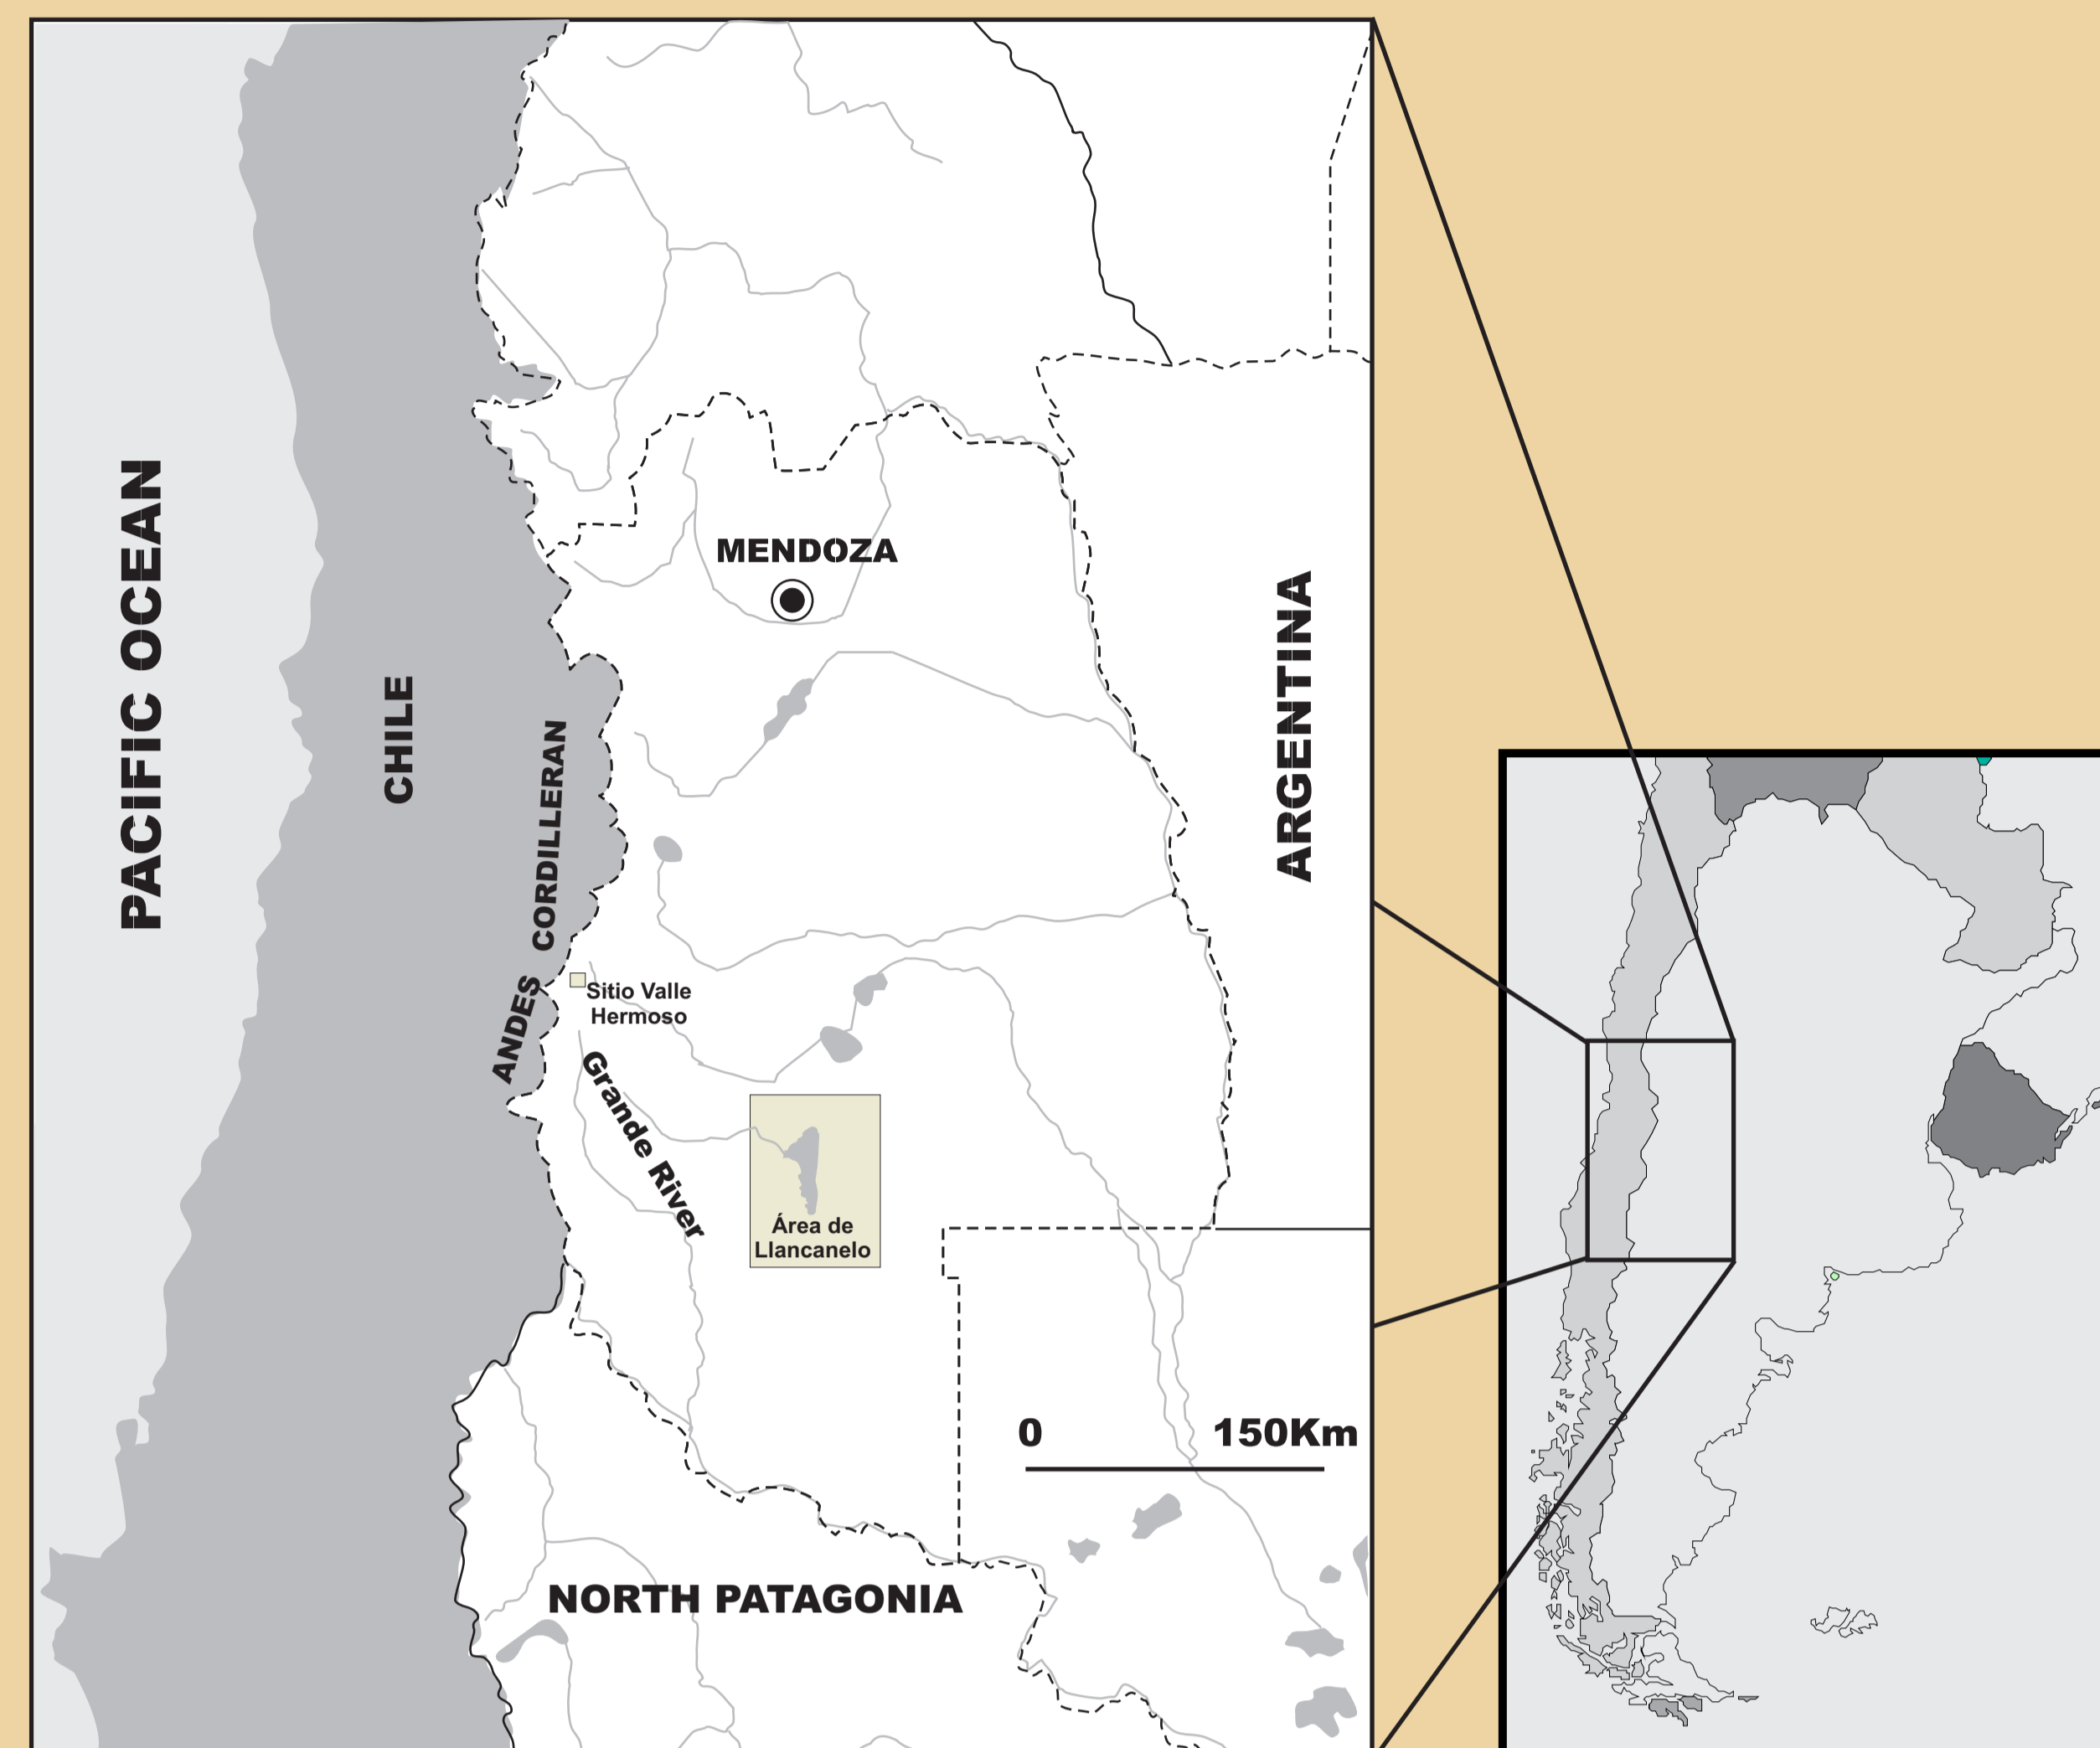 MENDOZA
PACIFIC OCEAN
CHILE
ARGENTINA
CORDILLERAN
ANDES
Sitio Valle
Hermoso
Grande River
Área de
Llancanelo
0 150Km
NORTH PATAGONIA